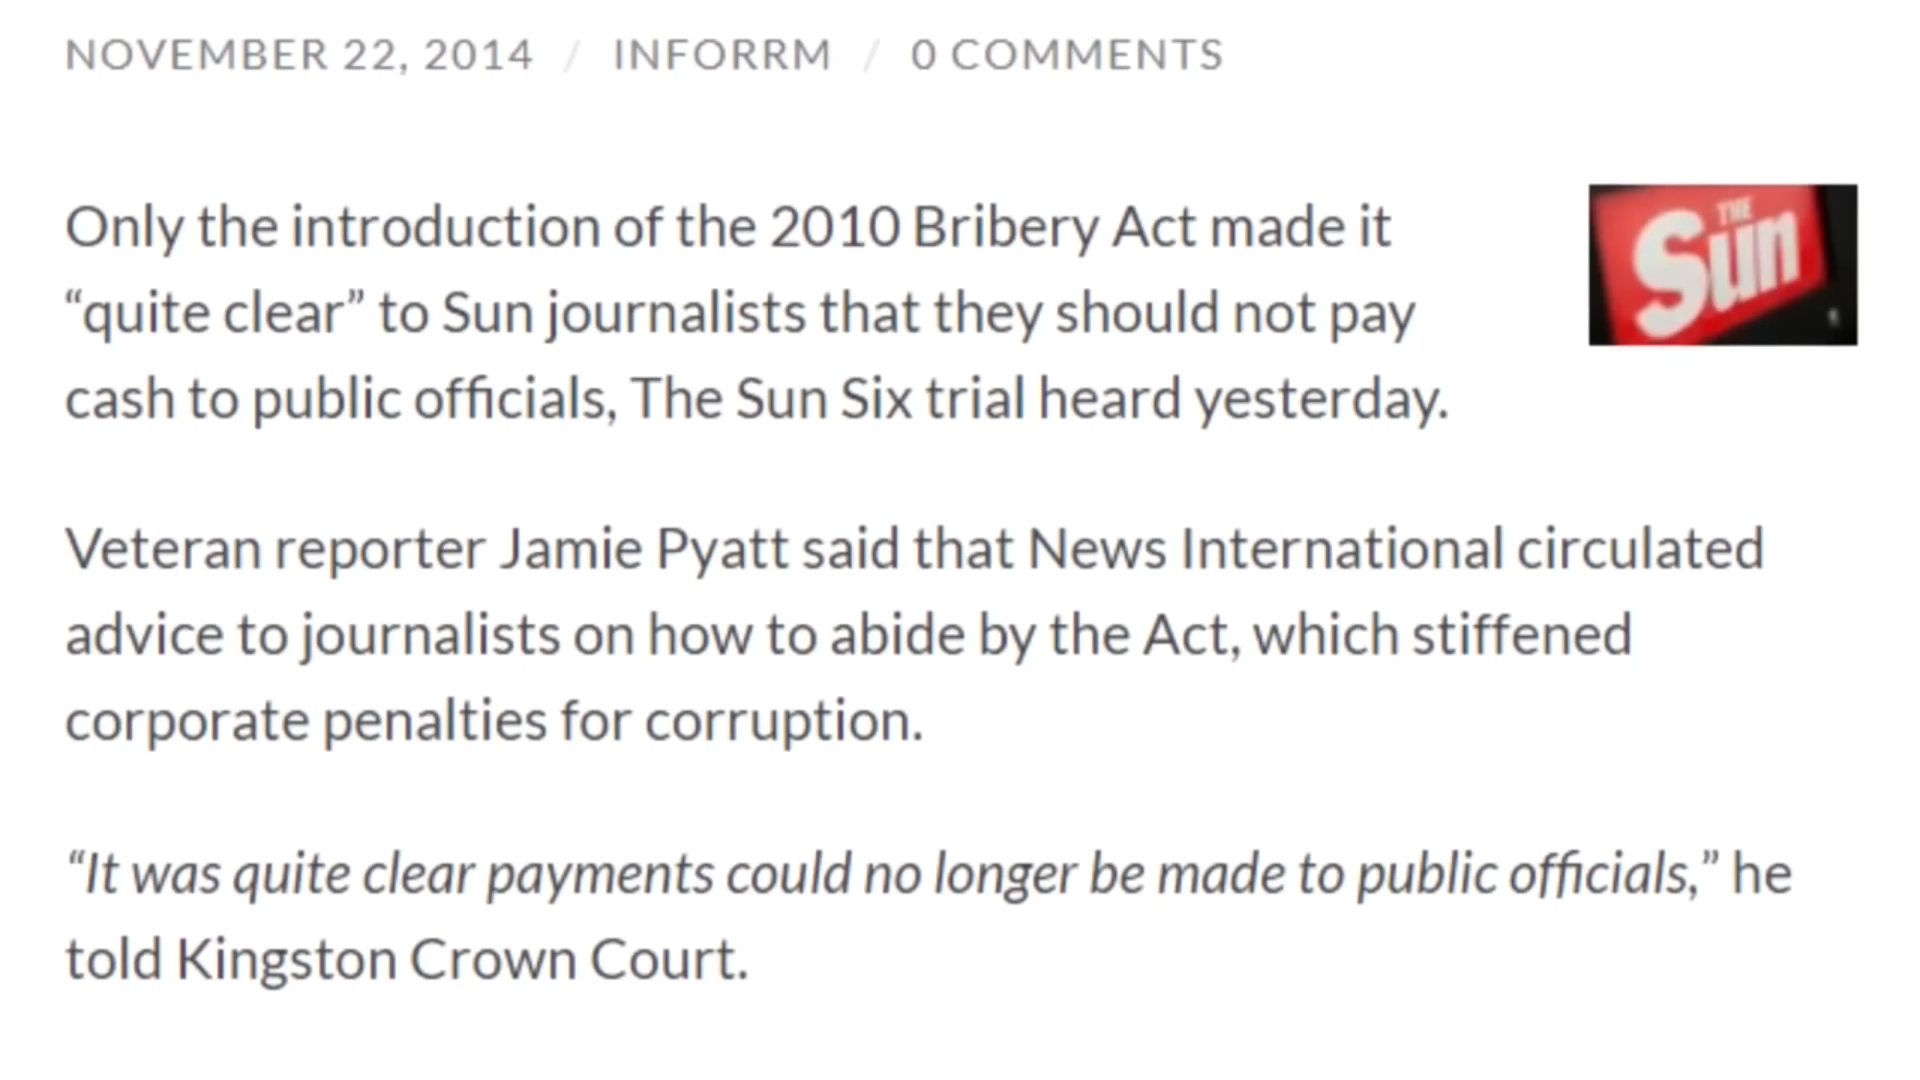 NOVEMBER 22, 2014 / INFORRM / 0 COMMENTS
Only the introduction of the 2010 Bribery Act made it
“quite clear” to Sun journalists that they should not pay
cash to public officials, The Sun Six trial heard yesterday.
THE
Sun
Veteran reporter Jamie Pyatt said that News International circulated
advice to journalists on how to abide by the Act, which stiffened
corporate penalties for corruption.
“It was quite clear payments could no longer be made to public officials,” he
told Kingston Crown Court.